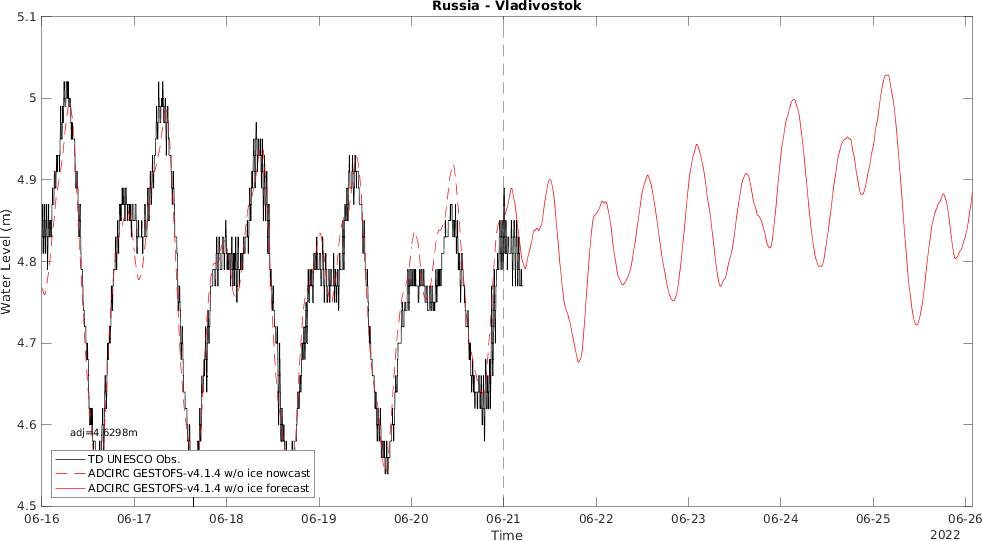 Russia - Vladivostok
5.1
5
4.9
4.8
4.7
4.6
4.5
Water Level (m)
adj=4.6298m
TD UNESCO Obs.
ADCIRC GESTOFS-v4.1.4 w/o ice nowcast
ADCIRC GESTOFS-v4.1.4 w/o ice forecast
06-16 06-17 06-18 06-19 06-20 06-21 06-22 06-23 06-24 06-25 06-26
Time
2022